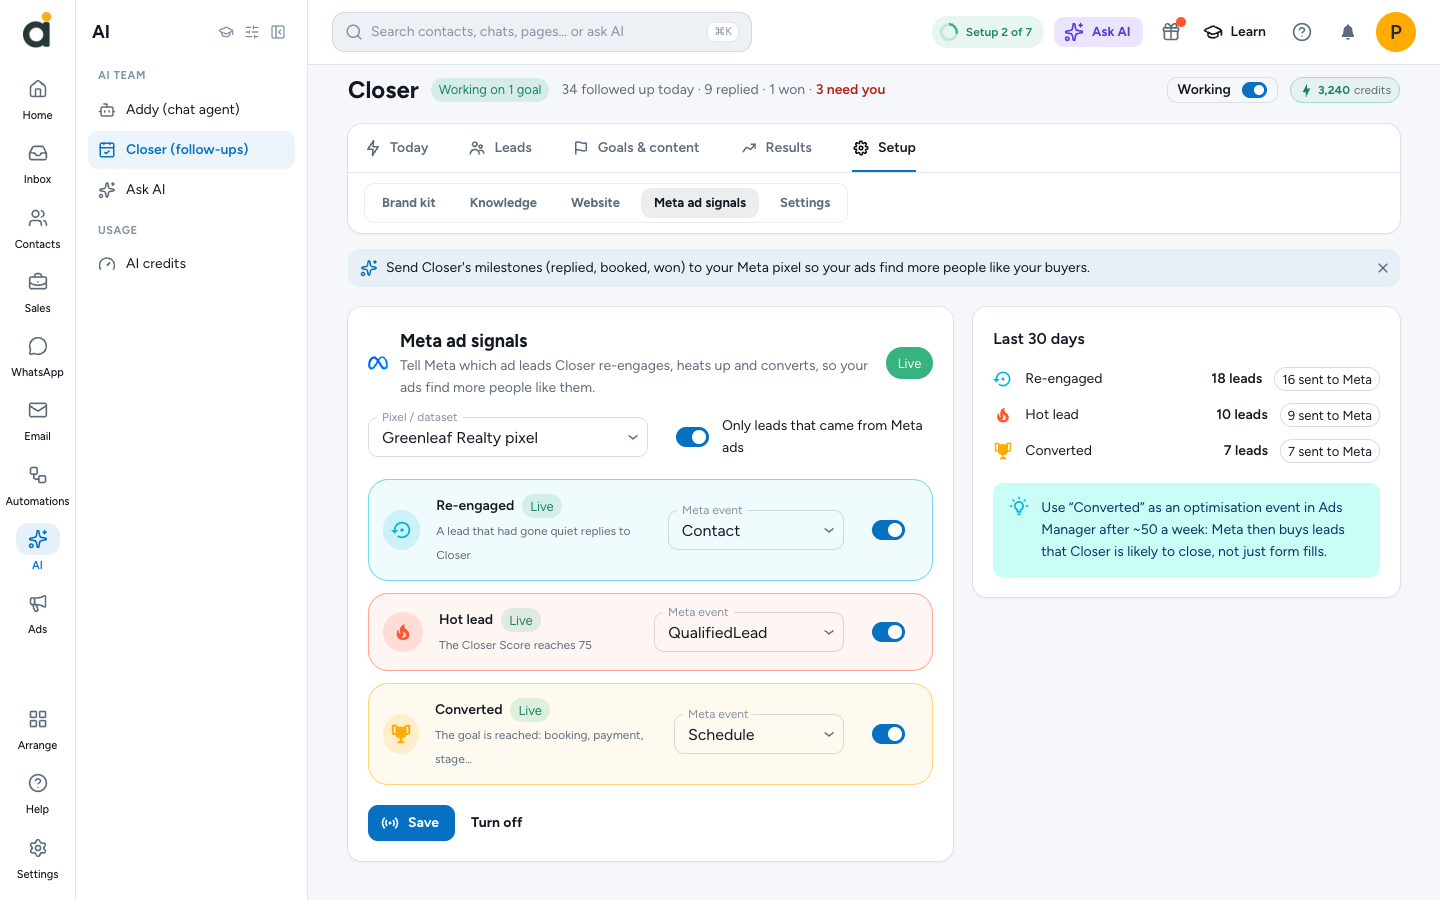 Search contacts, chats, pages... or ask AI
⌘K
Setup 2 of 7
Ask AI
Learn
P
Home
Inbox
Contacts
Sales
WhatsApp
Email
Automations
AI
Ads
Arrange
Help
Settings
AI
AI TEAM
Addy (chat agent)
Closer (follow-ups)
Ask AI
USAGE
AI credits
Closer
Working on 1 goal
34 followed up today · 9 replied · 1 won · 3 need you
Working
3,240 credits
Today
Leads
Goals & content
Results
Setup
Brand kit
Knowledge
Website
Meta ad signals
Settings
Send Closer's milestones (replied, booked, won) to your Meta pixel so your ads find more people like your buyers.
Meta ad signals
Tell Meta which ad leads Closer re-engages, heats up and converts, so your
ads find more people like them.
Live
Pixel / dataset
Greenleaf Realty pixel
Only leads that came from Meta
ads
Re-engaged
Live
A lead that had gone quiet replies to
Closer
Meta event
Contact
Hot lead
Live
The Closer Score reaches 75
Meta event
QualifiedLead
Converted
Live
The goal is reached: booking, payment,
stage...
Meta event
Schedule
Save
Turn off
Last 30 days
Re-engaged
18 leads
16 sent to Meta
Hot lead
10 leads
9 sent to Meta
Converted
7 leads
7 sent to Meta
Use “Converted” as an optimisation event in Ads
Manager after ~50 a week: Meta then buys leads
that Closer is likely to close, not just form fills.